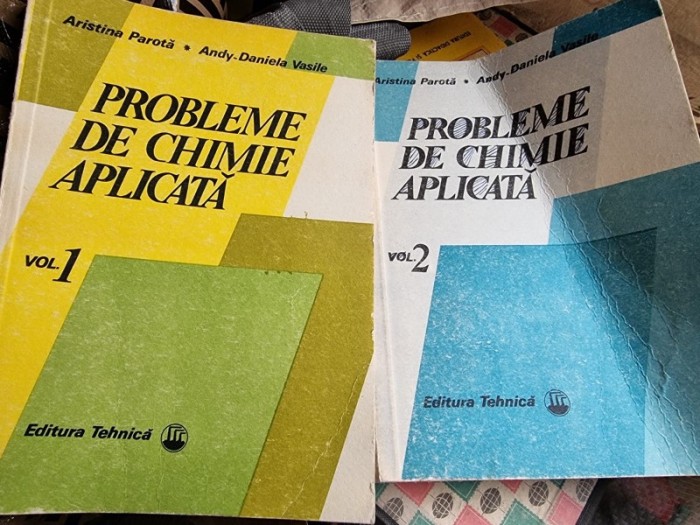 Aristina Parotă • Andy-Daniela Vasile
PROBLEME
DE CHIMIE
APLICATĂ
VOL. 1
Editura Tehnică
Aristina Parotă • Andy-Daniela Vasile
PROBLEME
DE CHIMIE
APLICATĂ
VOL. 2
Editura Tehnică